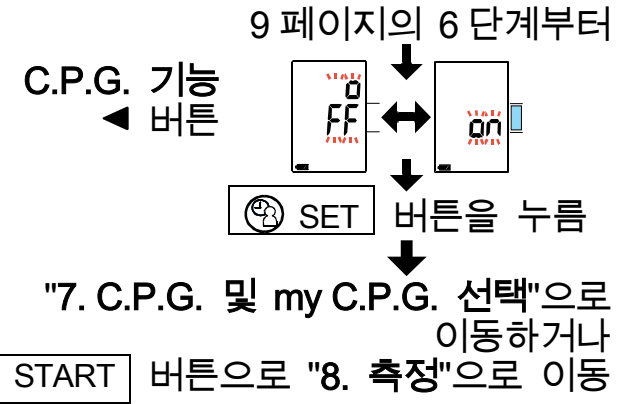 9 페이지의 6 단계부터
C.P.G. 기능
◀ 버튼
o
FF
on
SET 버튼을 누름
"7. C.P.G. 및 my C.P.G. 선택"으로
이동하거나
START 버튼으로 "8. 측정"으로 이동